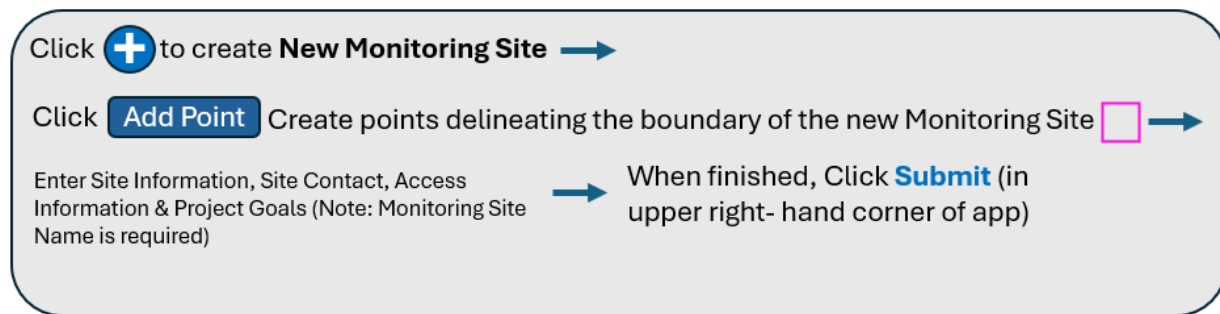 Click + to create New Monitoring Site
Click Add Point Create points delineating the boundary of the new Monitoring Site
Enter Site Information, Site Contact, Access
Information & Project Goals (Note: Monitoring Site
Name is required)
When finished, Click Submit (in
upper right- hand corner of app)